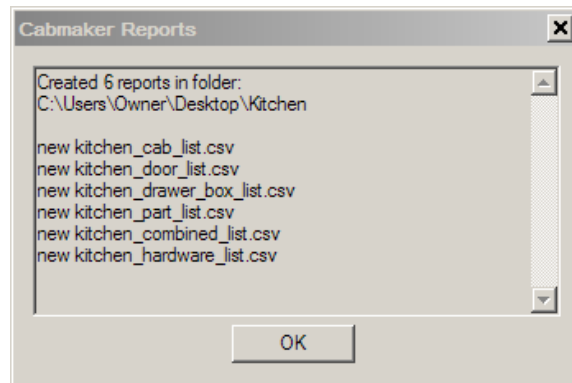 Cabmaker Reports
Created 6 reports in folder:
C:\Users\Owner\Desktop\Kitchen
new kitchen_cab_list.csv
new kitchen_door_list.csv
new kitchen_drawer_box_list.csv
new kitchen_part_list.csv
new kitchen_combined_list.csv
new kitchen_hardware_list.csv
OK